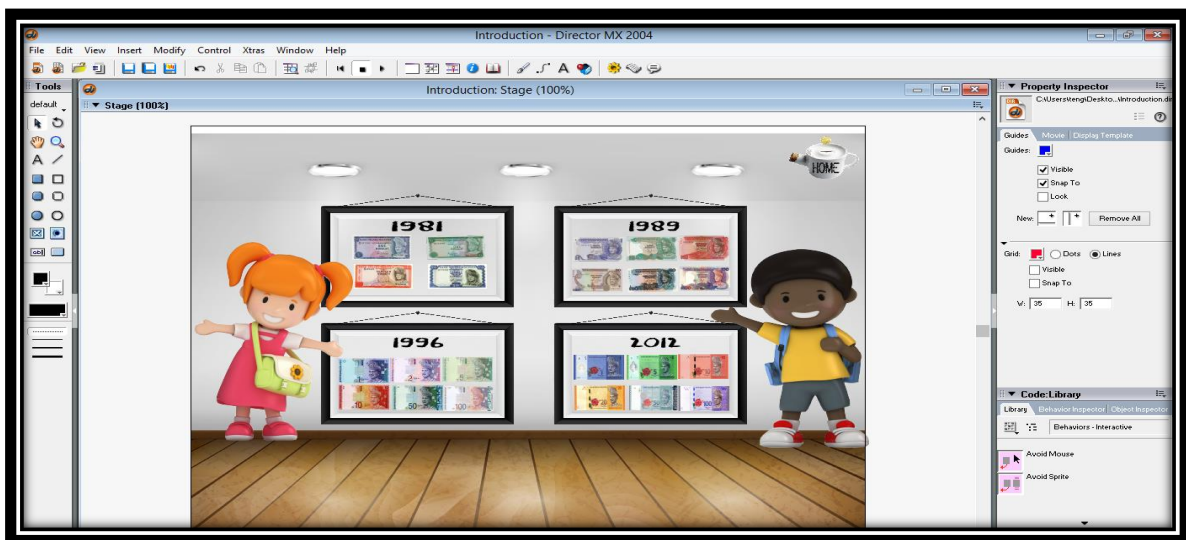 Introduction - Director MX 2004
File Edit View Insert Modify Control Xtras Window Help
Tools
default
Introduction: Stage (100%)
Stage (100%)
HOME
1981
1989
1996
2012
Property Inspector
Guides Movie Display Template
Guides:
Visible
Snap To
Lock
New: Remove All
Grid: Dots Lines
Visible
Snap To
W: 35 H: 35
Code:Library
Library Behavior Inspector Object Inspector
Behaviors - Interactive
Avoid Mouse
Avoid Sprite